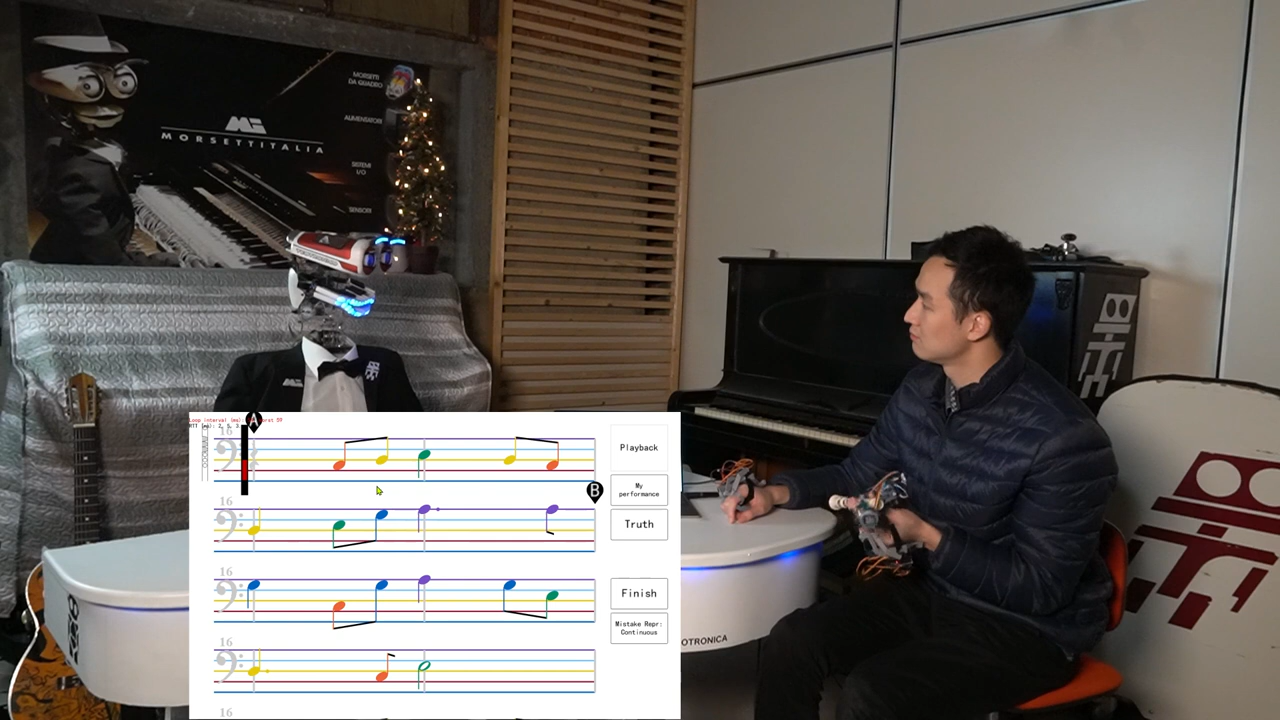 MORSETTI
DA QUADRO
ALIMENTATORI
MORSETTITALIA
SISTEMI
I/O
SENSORI
A
16
Playback
My
performance
B
16
Truth
16
Finish
Mistake Repr:
Continuous
OTRONICA
16
16